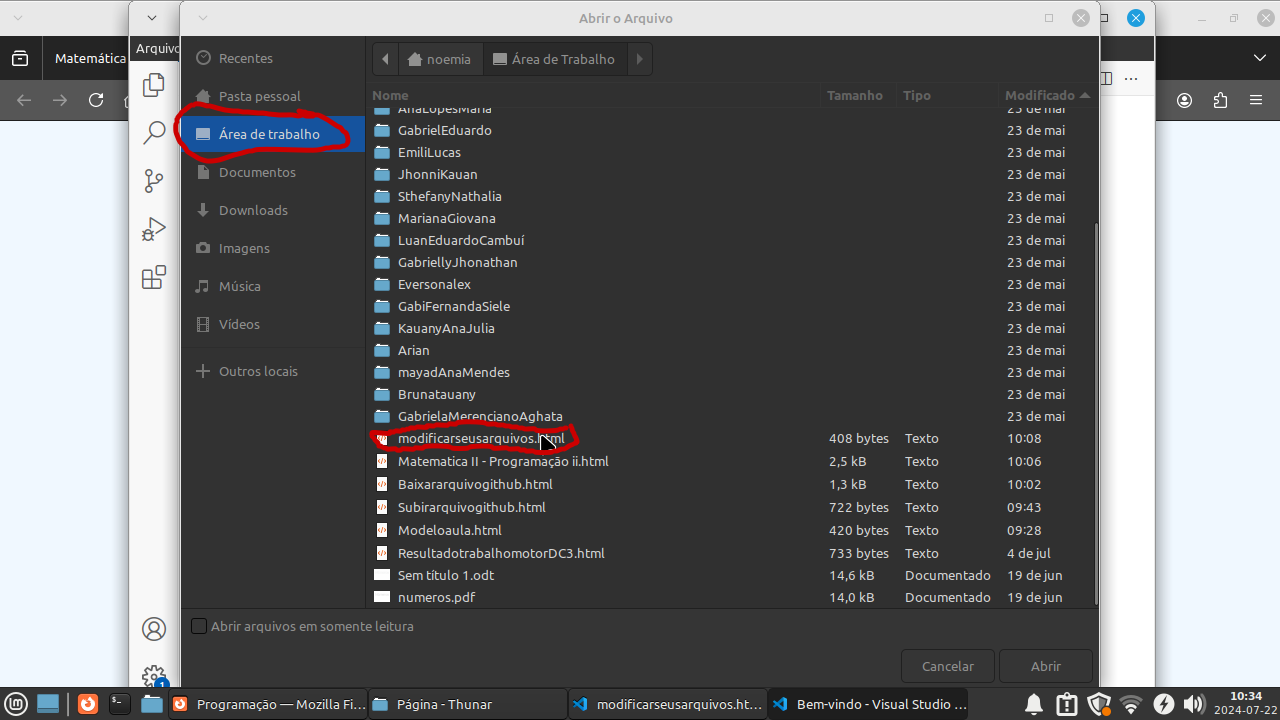 Abrir o Arquivo
Matemática
Arquivo
Recentes
Pasta pessoal
Área de trabalho
Documentos
Downloads
Imagens
Música
Vídeos
Outros locais
noemia
Área de Trabalho
Nome Tamanho Tipo Modificado
AnaLopesMaria 23 de mai
GabrielEduardo 23 de mai
EmiliLucas 23 de mai
JhonniKauan 23 de mai
SthefanyNathalia 23 de mai
MarianaGiovana 23 de mai
LuanEduardoCambuí 23 de mai
GabriellyJhonathan 23 de mai
Eversonalex 23 de mai
GabiFernandaSiele 23 de mai
KauanyAnaJulia 23 de mai
Arian 23 de mai
mayadAnaMendes 23 de mai
Brunatauany 23 de mai
GabrielaMerencianoAghata 23 de mai
modificarseusarquivos.html 408 bytes Texto 10:08
Matematica II - Programação ii.html 2,5 kB Texto 10:06
Baixararquivogithub.html 1,3 kB Texto 10:02
Subirarquivogithub.html 722 bytes Texto 09:43
Modeloaula.html 420 bytes Texto 09:28
ResultadotrabalhomotorDC3.html 733 bytes Texto 4 de jul
Sem título 1.odt 14,6 kB Documentado 19 de jun
numeros.pdf 14,0 kB Documentado 19 de jun
Abrir arquivos em somente leitura
Cancelar Abrir
1
Programação — Mozilla Fi...
Página - Thunar
modificarseusarquivos.ht...
Bem-vindo - Visual Studio ...
10:34
2024-07-22